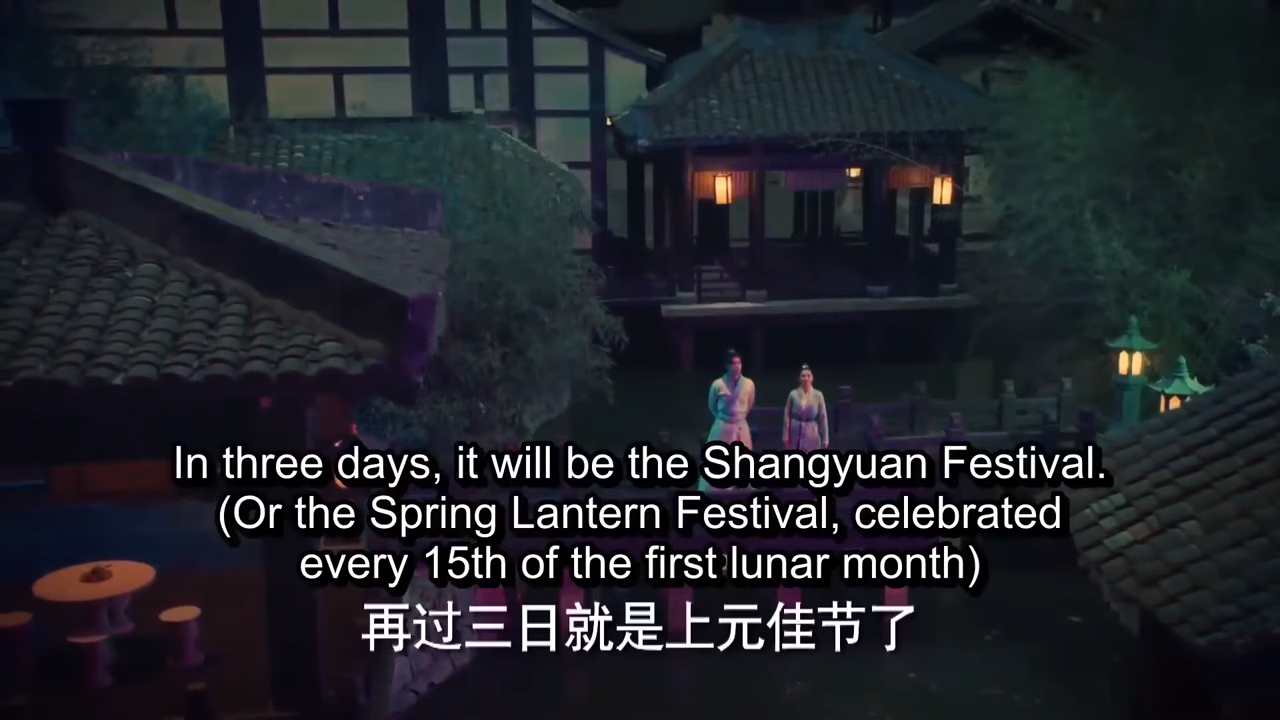 In three days, it will be the Shangyuan Festival.
(Or the Spring Lantern Festival, celebrated
every 15th of the first lunar month)
再过三日就是上元佳节了